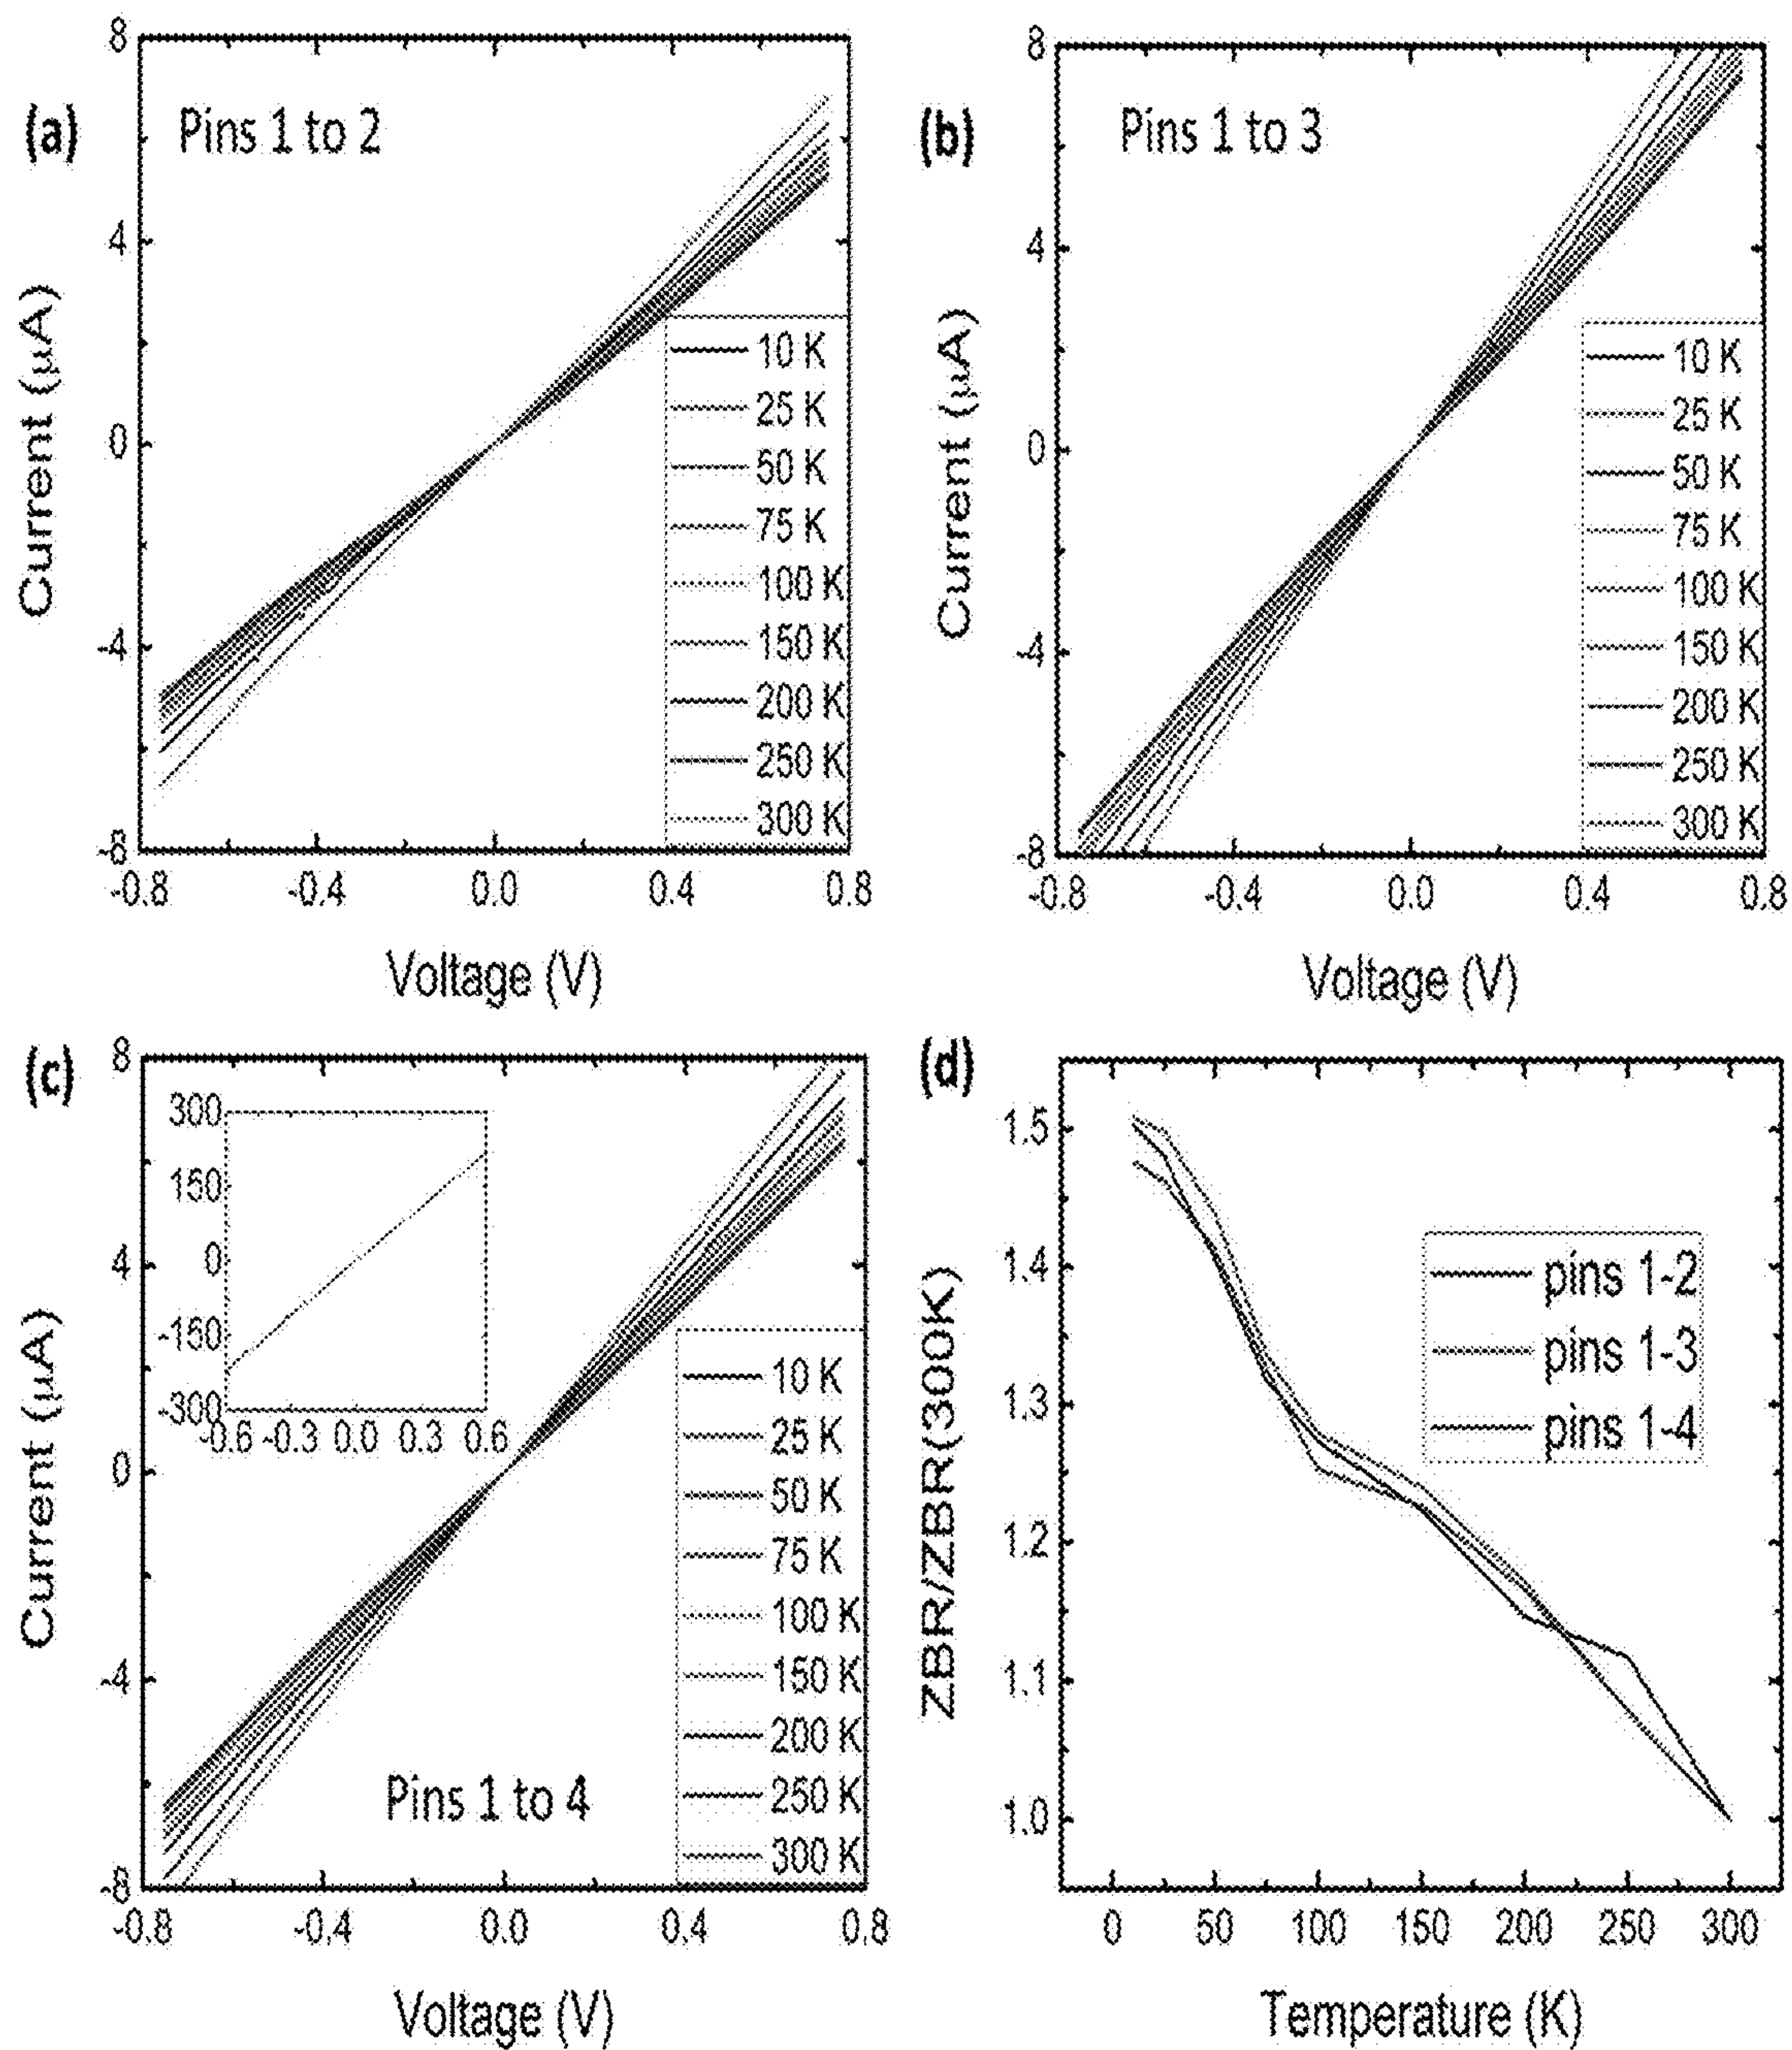 (a)
Pins 1 to 2
8
4
0
-4
-8
Current (µA)
10 K
25 K
50 K
75 K
100 K
150 K
200 K
250 K
300 K
-0.8 -0.4 0.0 0.4 0.8
Voltage (V)
(b)
Pins 1 to 3
8
4
0
-4
-8
Current (µA)
10 K
25 K
50 K
75 K
100 K
150 K
200 K
250 K
300 K
-0.8 -0.4 0.0 0.4 0.8
Voltage (V)
(c)
8
4
0
-4
-8
Current (µA)
300
150
0
-150
-300
-0.6 -0.3 0.0 0.3 0.6
10 K
25 K
50 K
75 K
100 K
150 K
200 K
250 K
300 K
Pins 1 to 4
-0.8 -0.4 0.0 0.4 0.8
Voltage (V)
(d)
1.5
1.4
1.3
1.2
1.1
1.0
ZBR/ZBR(300K)
pins 1-2
pins 1-3
pins 1-4
0 50 100 150 200 250 300
Temperature (K)